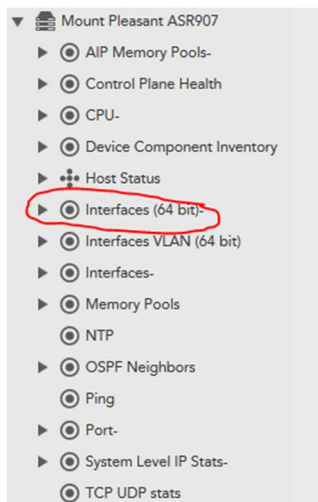 Mount Pleasant ASR907
AIP Memory Pools-
Control Plane Health
CPU-
Device Component Inventory
Host Status
Interfaces (64 bit)-
Interfaces VLAN (64 bit)
Interfaces-
Memory Pools
NTP
OSPF Neighbors
Ping
Port-
System Level IP Stats-
TCP UDP stats